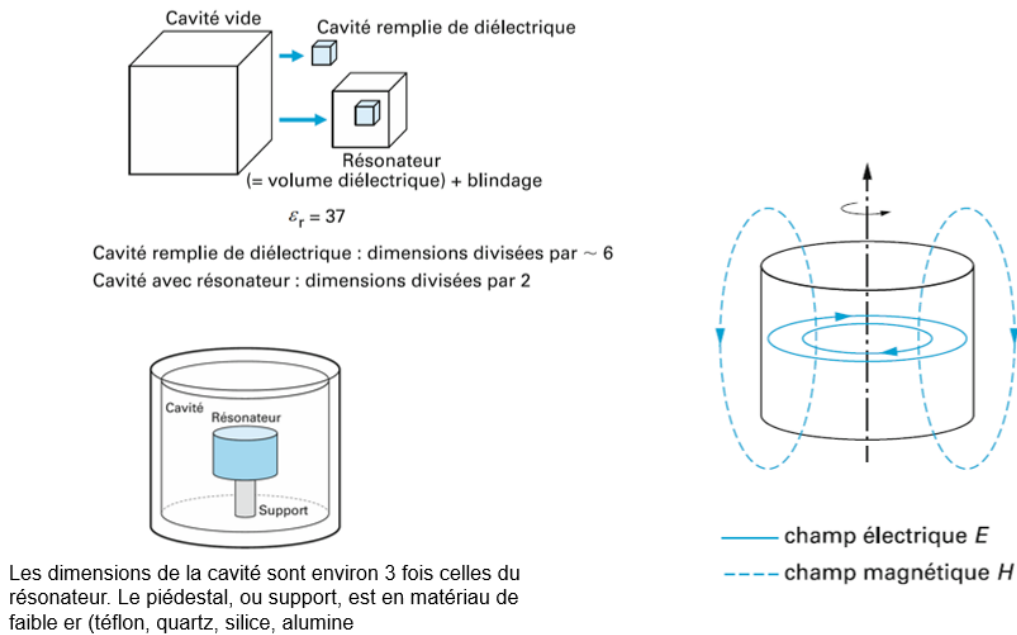 Cavité vide
Cavité remplie de diélectrique
Résonateur
(= volume diélectrique) + blindage
εr = 37
Cavité remplie de diélectrique : dimensions divisées par ~ 6
Cavité avec résonateur : dimensions divisées par 2
Cavité
Résonateur
Support
Les dimensions de la cavité sont environ 3 fois celles du
résonateur. Le piédestal, ou support, est en matériau de
faible er (téflon, quartz, silice, alumine
champ électrique E
champ magnétique H